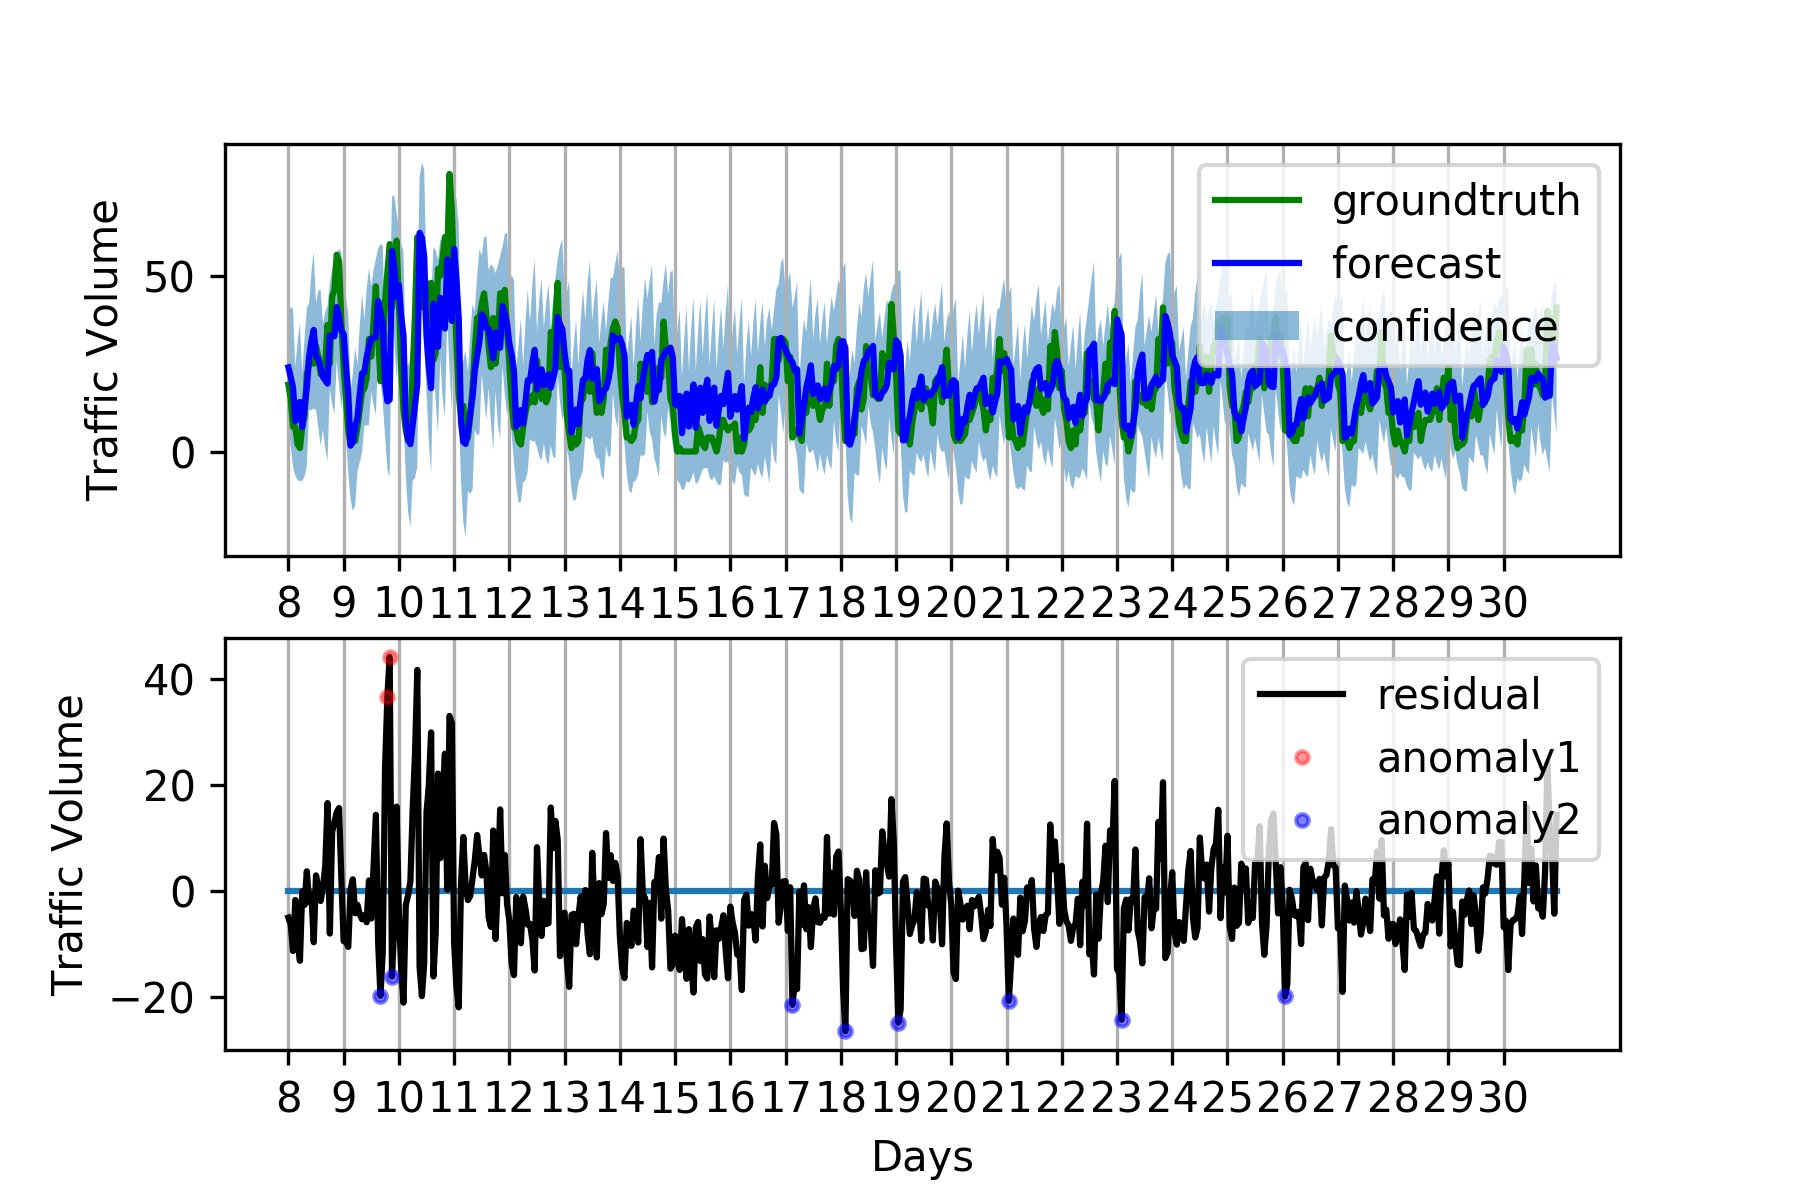 Traffic Volume
50
0
groundtruth
forecast
confidence
8 9 10 11 12 13 14 15 16 17 18 19 20 21 22 23 24 25 26 27 28 29 30
Traffic Volume
40
20
0
−20
residual
anomaly1
anomaly2
8 9 10 11 12 13 14 15 16 17 18 19 20 21 22 23 24 25 26 27 28 29 30
Days